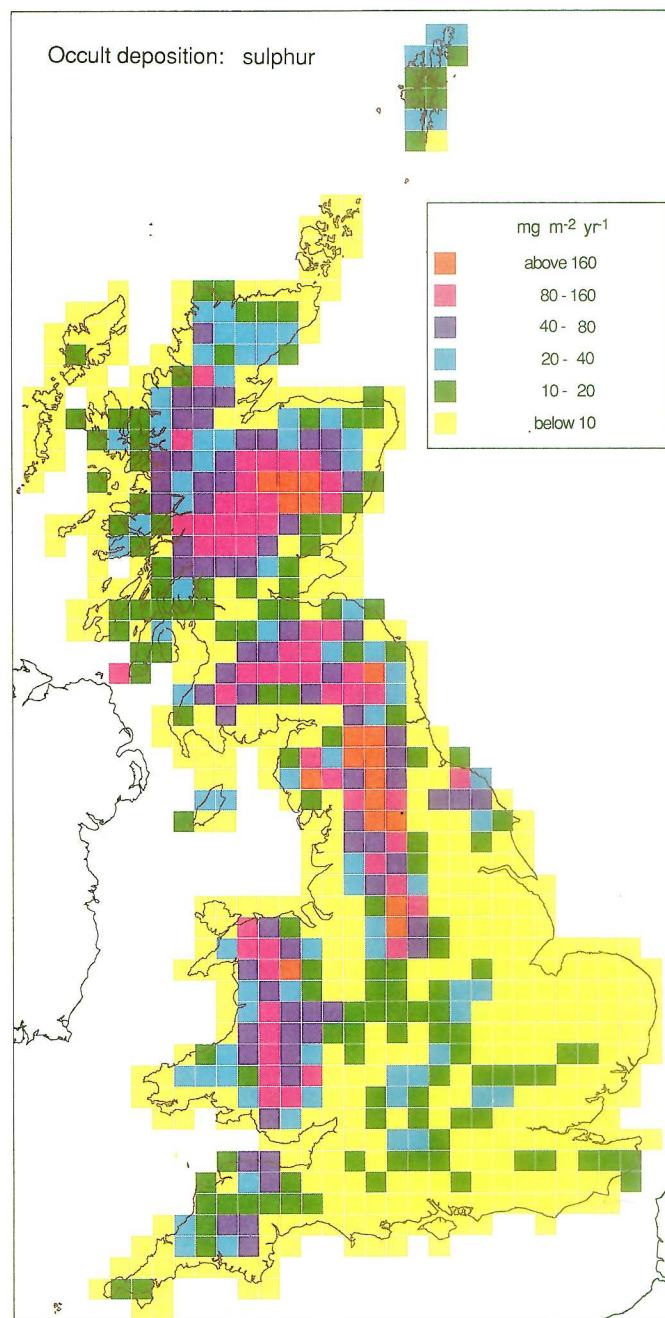 Occult deposition: sulphur
mg m-2 yr-1
above 160
80 - 160
40 - 80
20 - 40
10 - 20
below 10